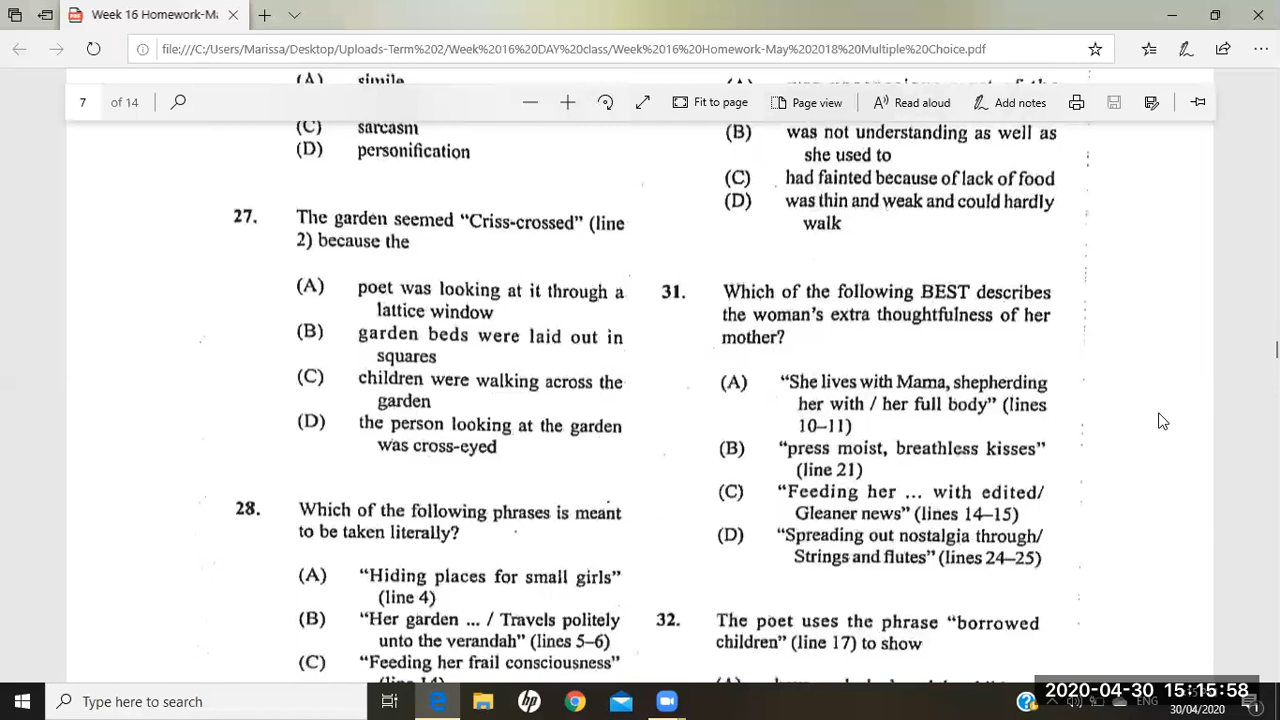 Week 16 Homework-Ma
file:///C:/Users/Marissa/Desktop/Uploads-Term%202/Week%2016%20DAY%20class/Week%2016%20Homework-May%202018%20Multiple%20Choice.pdf
7 of 14
Fit to page
Page view
Read aloud
Add notes
(A) simile
(C) sarcasm
(D) personification
27. The garden seemed "Criss-crossed" (line
2) because the
(A) poet was looking at it through a
lattice window
(B) garden beds were laid out in
squares
(C) children were walking across the
garden
(D) the person looking at the garden
was cross-eyed
28. Which of the following phrases is meant
to be taken literally?
(A) "Hiding places for small girls"
(line 4)
(B) "Her garden ... / Travels politely
unto the verandah" (lines 5–6)
(C) "Feeding her frail consciousness"
(line 14)
(B) was not understanding as well as
she used to
(C) had fainted because of lack of food
(D) was thin and weak and could hardly
walk
31. Which of the following BEST describes
the woman's extra thoughtfulness of her
mother?
(A) "She lives with Mama, shepherding
her with / her full body" (lines
10–11)
(B) "press moist, breathless kisses"
(line 21)
(C) "Feeding her ... with edited/
Gleaner news" (lines 14–15)
(D) "Spreading out nostalgia through/
Strings and flutes" (lines 24–25)
32. The poet uses the phrase "borrowed
children" (line 17) to show
Type here to search
ENG
2020-04-30 15:15:58
30/04/2020